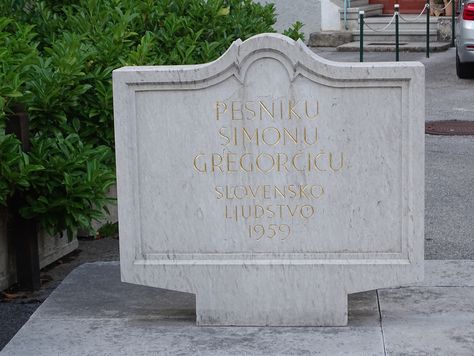 PESNIKU
SIMONU
GREGORČIČU
SLOVENSKO
LJUDSTVO
1959